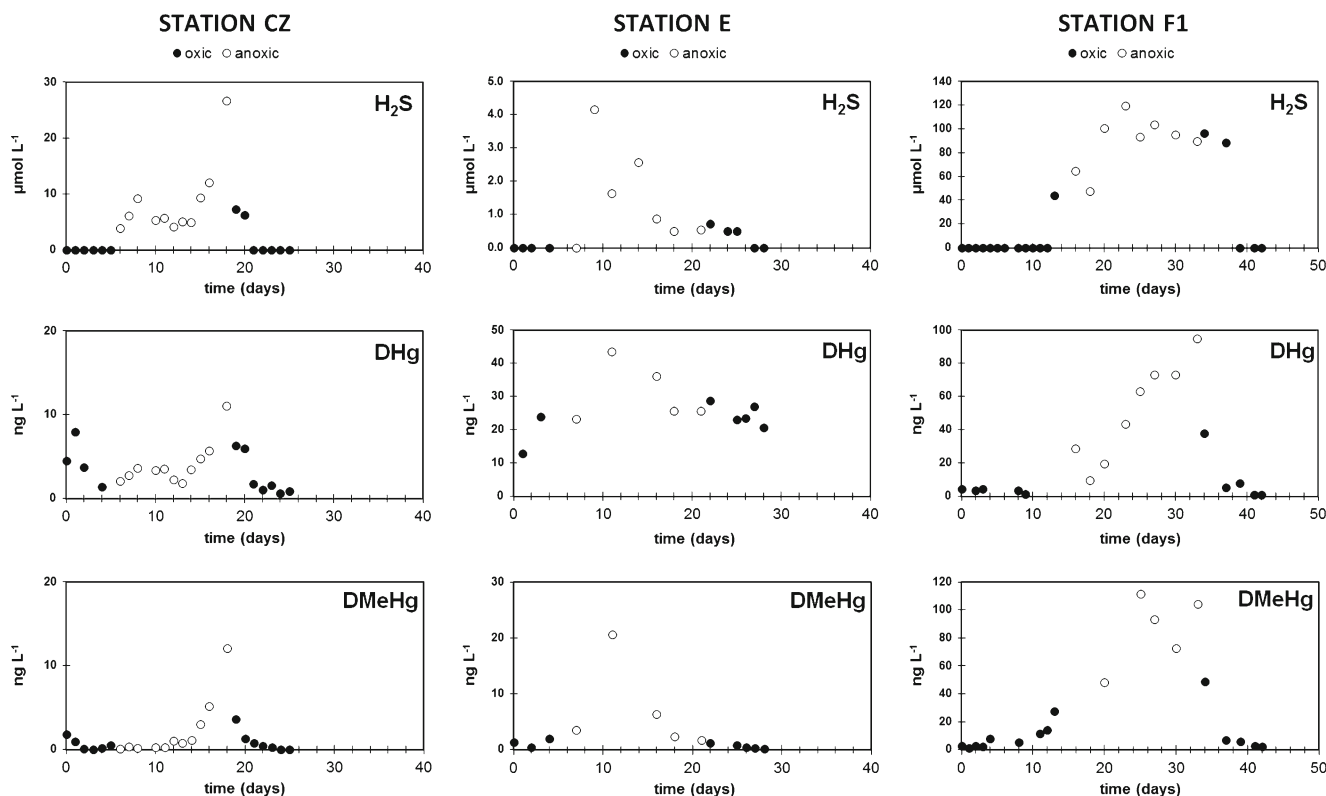 STATION CZ
● oxic ○ anoxic
STATION E
● oxic ○ anoxic
STATION F1
● oxic ○ anoxic
H₂S
µmol L⁻¹
30
20
10
0
0 10 20 30 40
time (days)
H₂S
µmol L⁻¹
5.0
4.0
3.0
2.0
1.0
0.0
0 10 20 30 40
time (days)
H₂S
µmol L⁻¹
140
120
100
80
60
40
20
0
0 10 20 30 40 50
time (days)
DHg
ng L⁻¹
20
10
0
0 10 20 30 40
time (days)
DHg
ng L⁻¹
50
40
30
20
10
0
0 10 20 30 40
time (days)
DHg
ng L⁻¹
100
80
60
40
20
0
0 10 20 30 40 50
time (days)
DMeHg
ng L⁻¹
20
10
0
0 10 20 30 40
time (days)
DMeHg
ng L⁻¹
30
20
10
0
0 10 20 30 40
time (days)
DMeHg
ng L⁻¹
120
100
80
60
40
20
0
0 10 20 30 40 50
time (days)